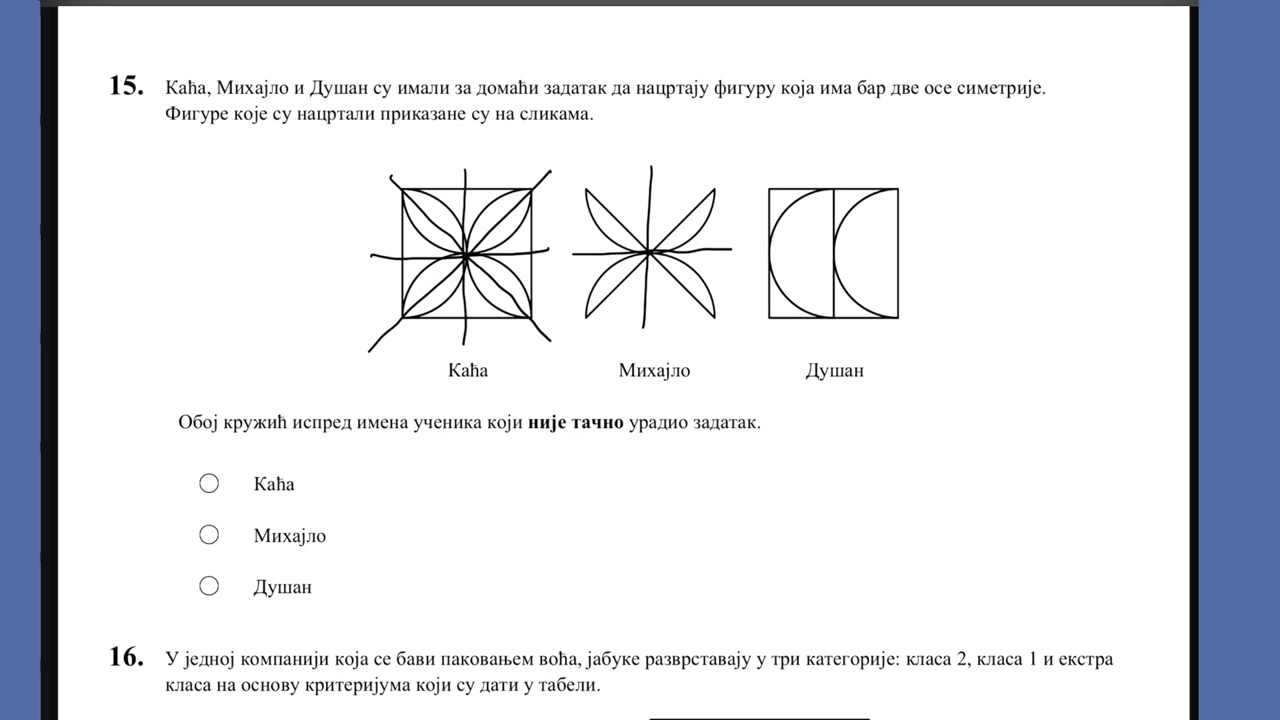 15. Каћа, Михајло и Душан су имали за домаћи задатак да нацртају фигуру која има бар две осе симетрије.
Фигуре које су нацртали приказане су на сликама.
Каћа Михајло Душан
Обој кружић испред имена ученика који није тачно урадио задатак.
Каћа
Михајло
Душан
16. У једној компанији која се бави паковањем воћа, јабуке разврставају у три категорије: класа 2, класа 1 и екстра
класа на основу критеријума који су дати у табели.